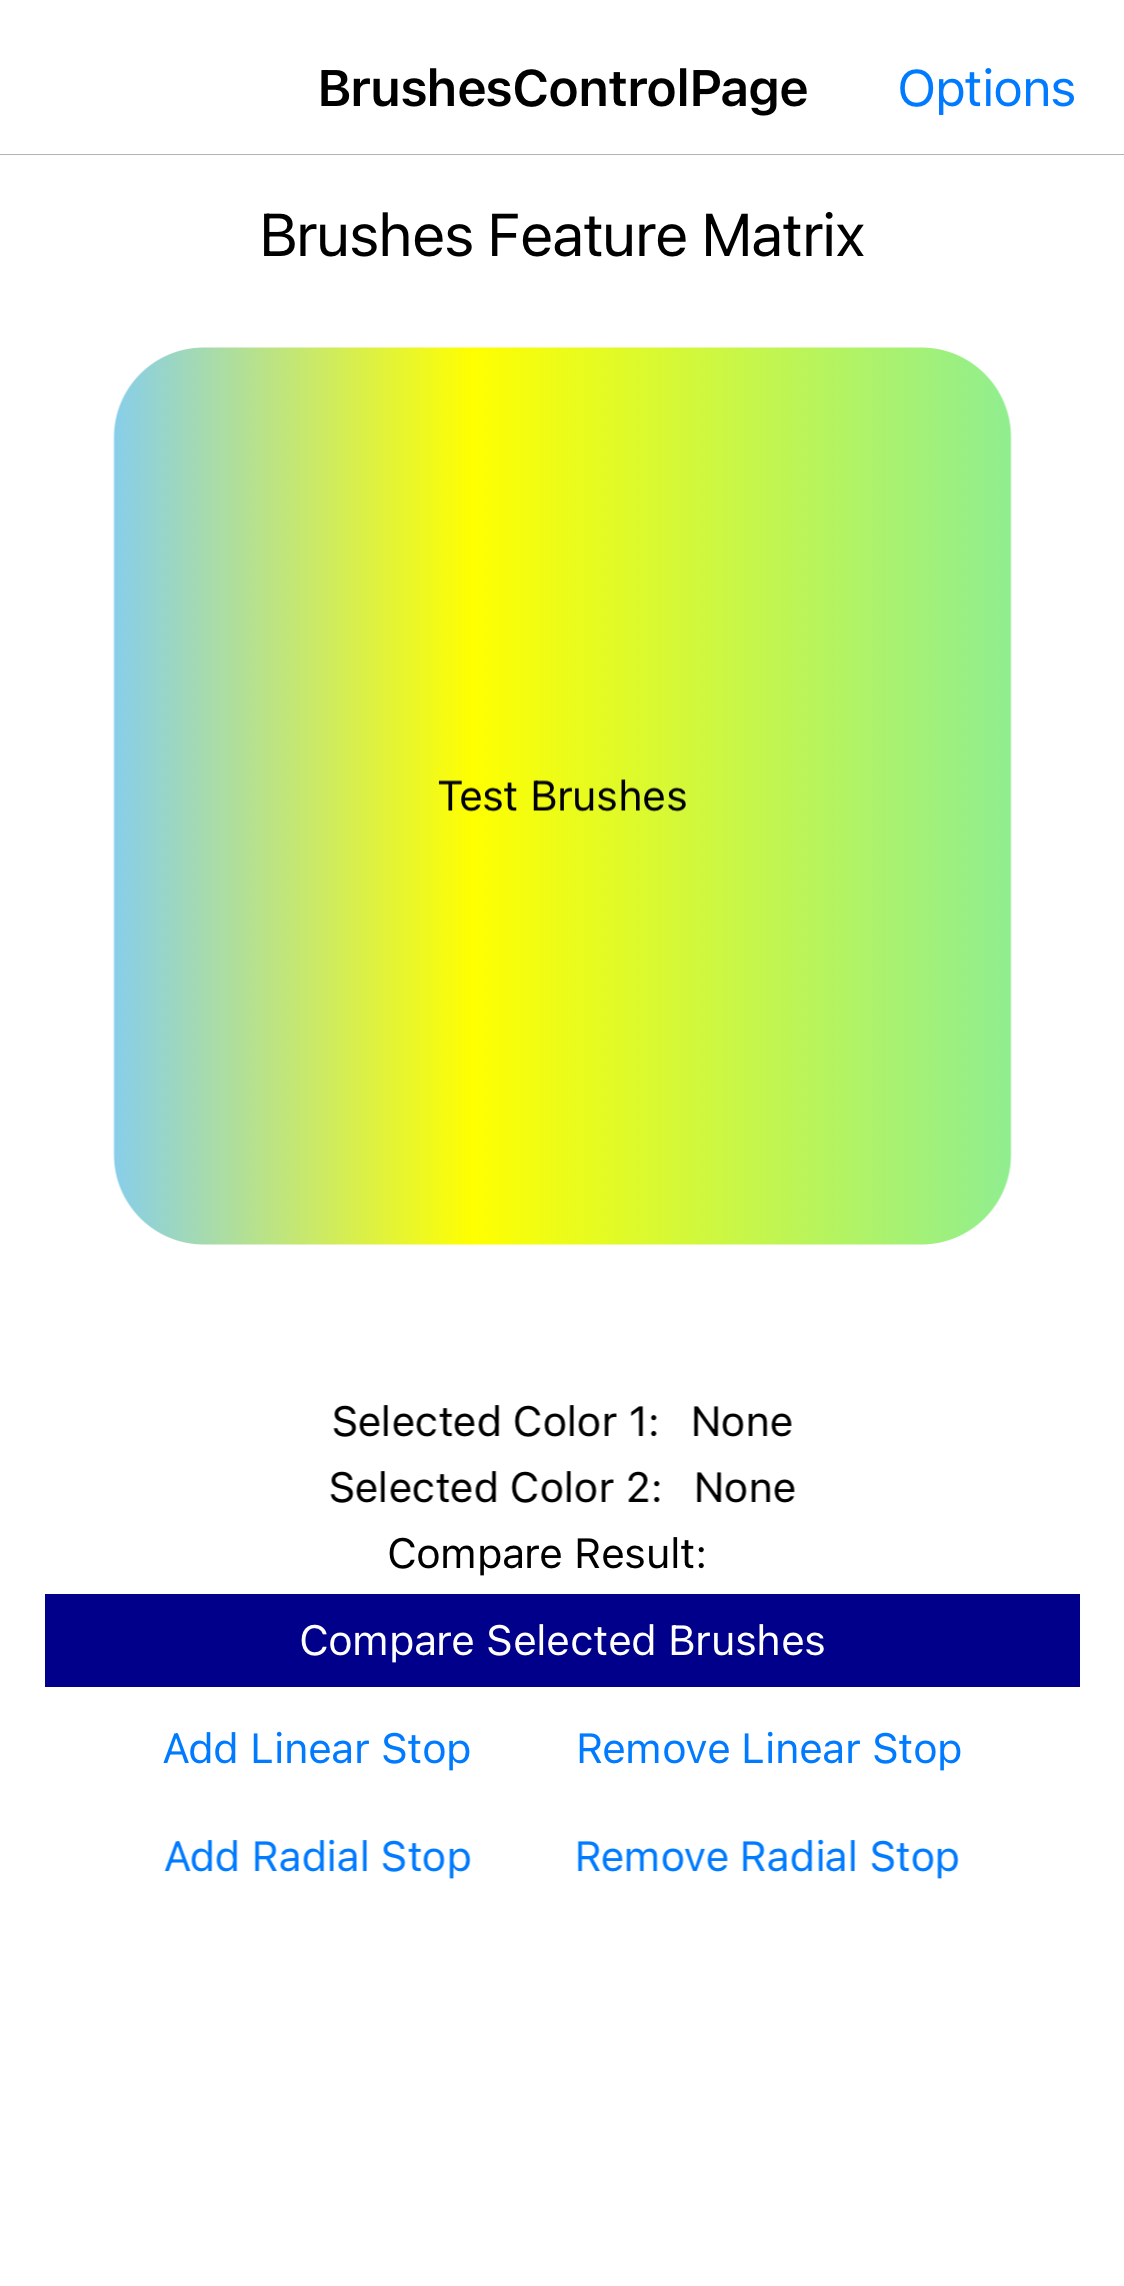 BrushesControlPage Options
Brushes Feature Matrix
Test Brushes
Selected Color 1: None
Selected Color 2: None
Compare Result:
Compare Selected Brushes
Add Linear Stop Remove Linear Stop
Add Radial Stop Remove Radial Stop